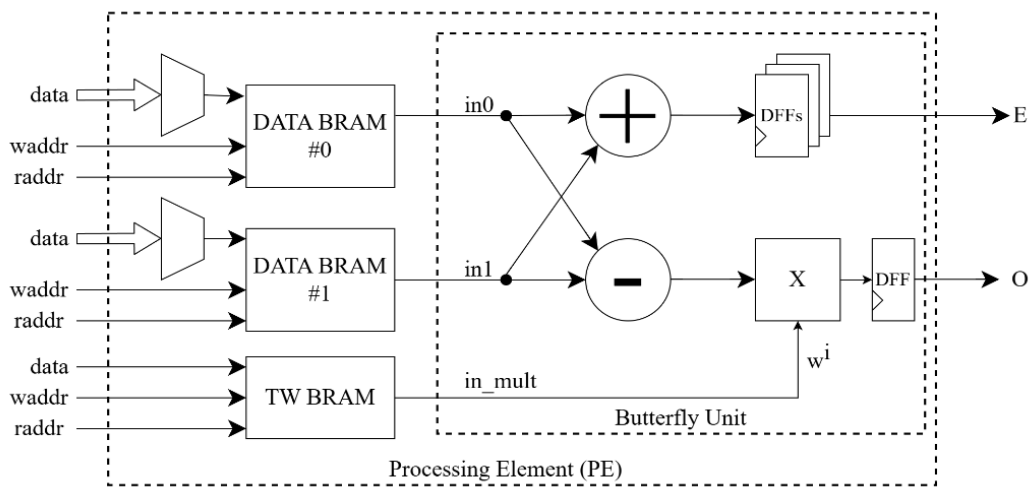 data
waddr
raddr
DATA BRAM
#0
in0
+
DFFs
E
data
waddr
raddr
DATA BRAM
#1
in1
-
X
DFF
O
data
waddr
raddr
TW BRAM
in_mult
wⁱ
Butterfly Unit
Processing Element (PE)